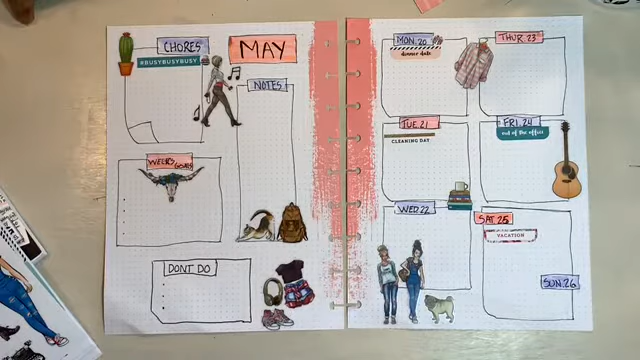 CHORES
#BUSYBUSYBUSY
MAY
NOTES
WEEKS
GOALS
DONT DO
MON. 20
dinner date
TUE. 21
CLEANING DAY
WED. 22
THUR. 23
FRI. 24
out of the office
SAT. 25
VACATION
SUN. 26